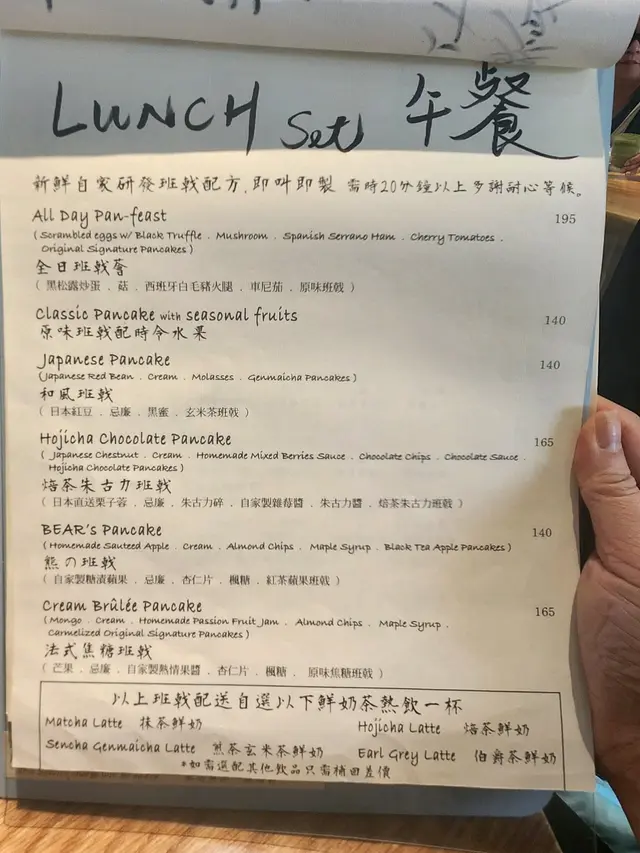 LUNCH Set 午餐
新鮮自家研發班戟配方,即叫即製 需時20分鐘以上多謝耐心等候。
All Day Pan-feast 195
( Scrambled eggs w/ Black Truffle . Mushroom . Spanish Serrano Ham . Cherry Tomatoes .
Original Signature Pancakes )
全日班戟薈
( 黑松露炒蛋 . 菇 . 西班牙白毛豬火腿 . 車厘茄 . 原味班戟 )
Classic Pancake with seasonal fruits 140
原味班戟配時令水果
Japanese Pancake 140
(Japanese Red Bean . Cream . Molasses . Genmaicha Pancakes )
和風班戟
( 日本紅豆 . 忌廉 . 黑蜜 . 玄米茶班戟 )
Hojicha Chocolate Pancake 165
( Japanese Chestnut . Cream . Homemade Mixed Berries Sauce . Chocolate Chips . Chocolate Sauce .
Hojicha Chocolate Pancakes )
焙茶朱古力班戟
( 日本直送栗子蓉 . 忌廉 . 朱古力碎 . 自家製雜莓醬 . 朱古力醬 . 焙茶朱古力班戟 )
BEAR's Pancake 140
(Homemade Sauteed Apple . Cream . Almond Chips . Maple Syrup . Black Tea Apple Pancakes )
熊の班戟
( 自家製糖漬蘋果 . 忌廉 . 杏仁片 . 楓糖 . 紅茶蘋果班戟 )
Cream Brûlée Pancake 165
(Mongo . Cream . Homemade Passion Fruit Jam . Almond Chips . Maple Syrup .
Carmelized Original Signature Pancakes )
法式焦糖班戟
( 芒果 . 忌廉 . 自家製熱情果醬 . 杏仁片 . 楓糖 . 原味焦糖班戟 )
以上班戟配送自選以下鮮奶茶熱飲一杯
Matcha Latte 抹茶鮮奶 Hojicha Latte 焙茶鮮奶
Sencha Genmaicha Latte 煎茶玄米茶鮮奶 Earl Grey Latte 伯爵茶鮮奶
*如需選配其他飲品只需補回差價